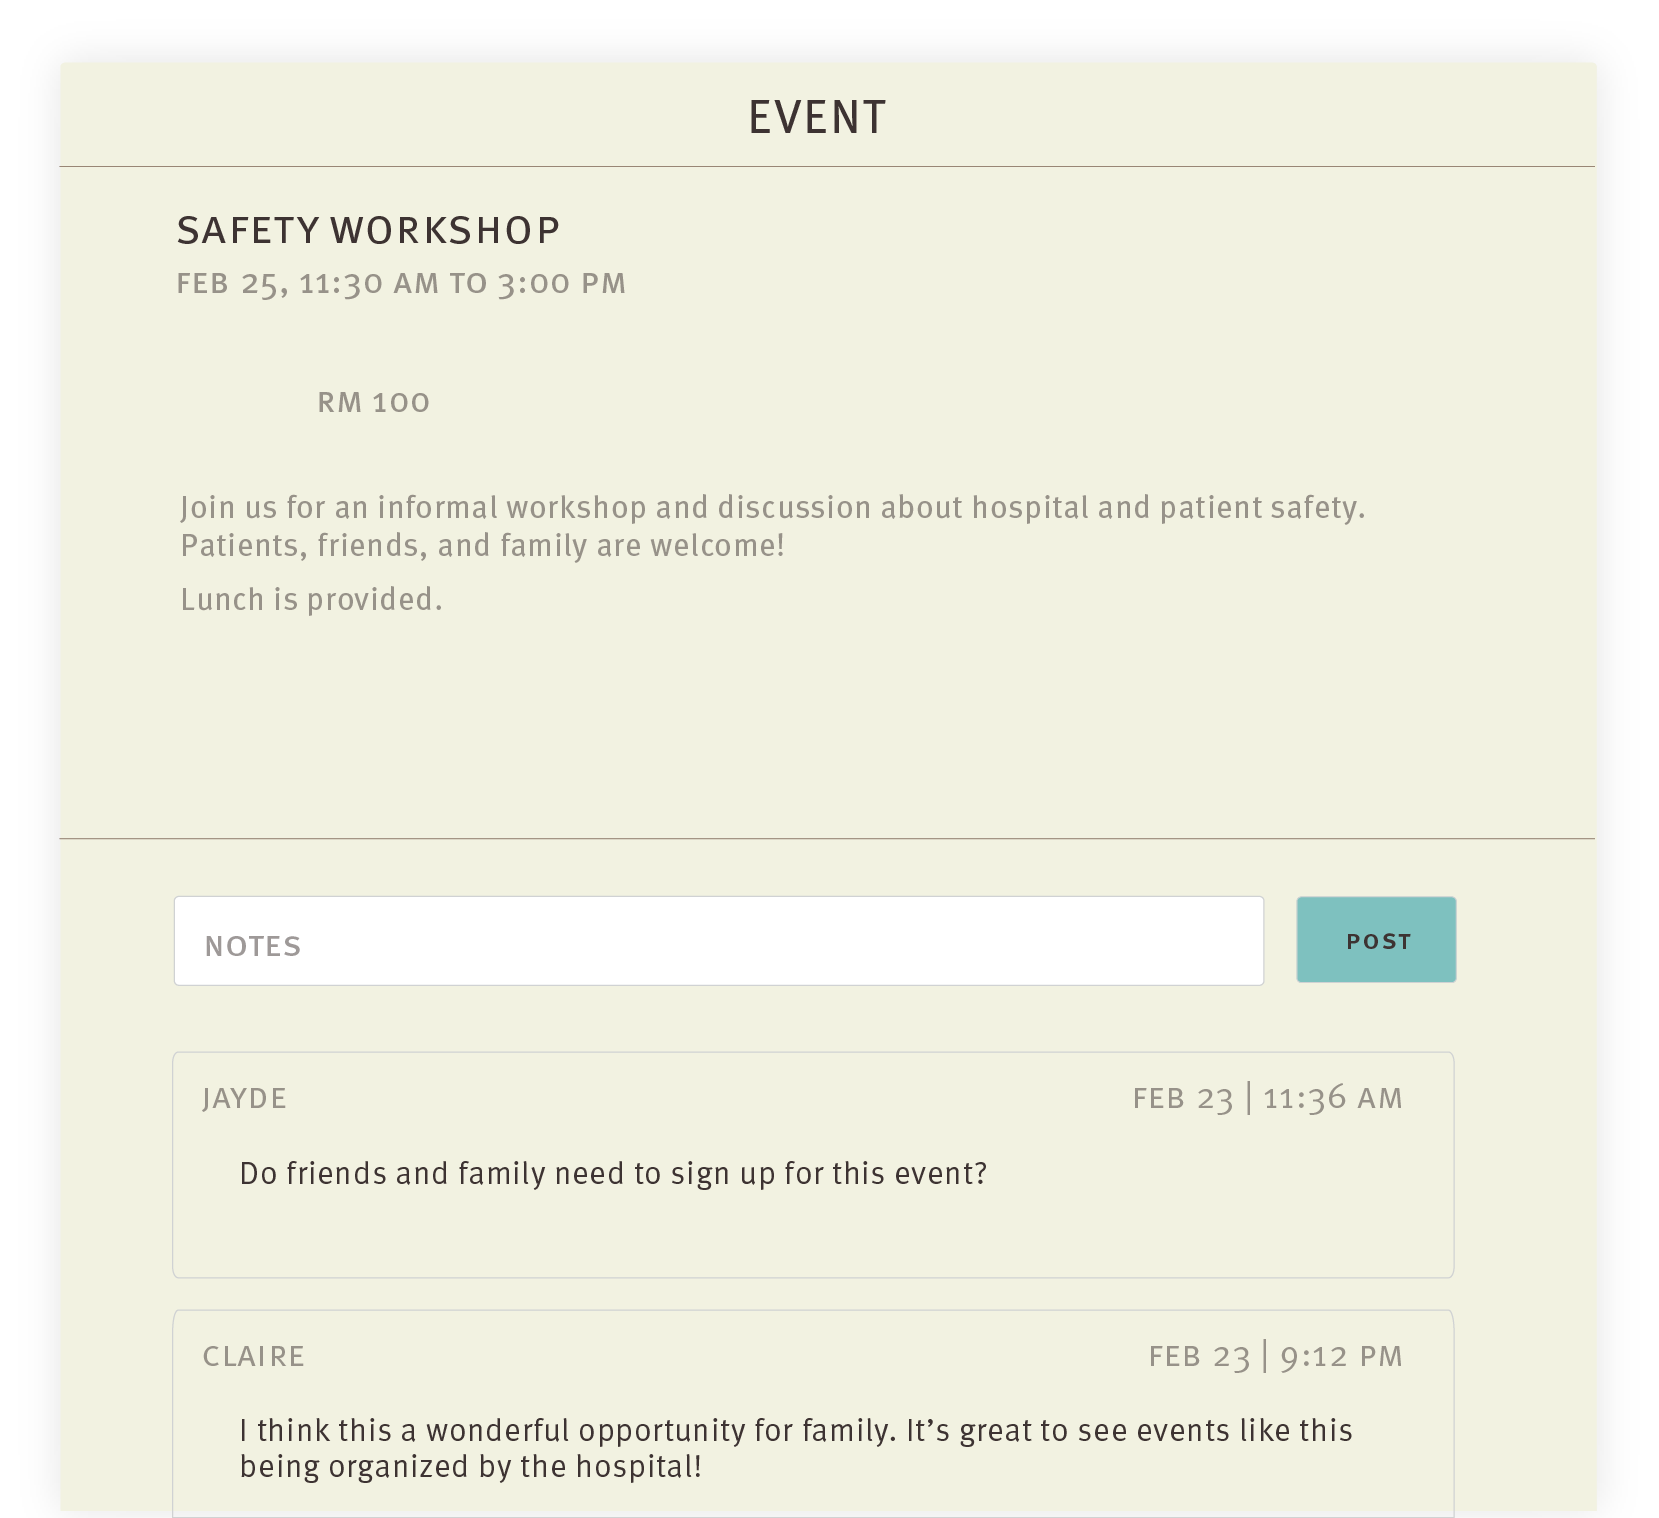 EVENT
SAFETY WORKSHOP
FEB 25, 11:30 AM TO 3:00 PM
RM 100
Join us for an informal workshop and discussion about hospital and patient safety.
Patients, friends, and family are welcome!
Lunch is provided.
NOTES
POST
JAYDE
FEB 23 | 11:36 AM
Do friends and family need to sign up for this event?
CLAIRE
FEB 23 | 9:12 PM
I think this a wonderful opportunity for family. It’s great to see events like this
being organized by the hospital!